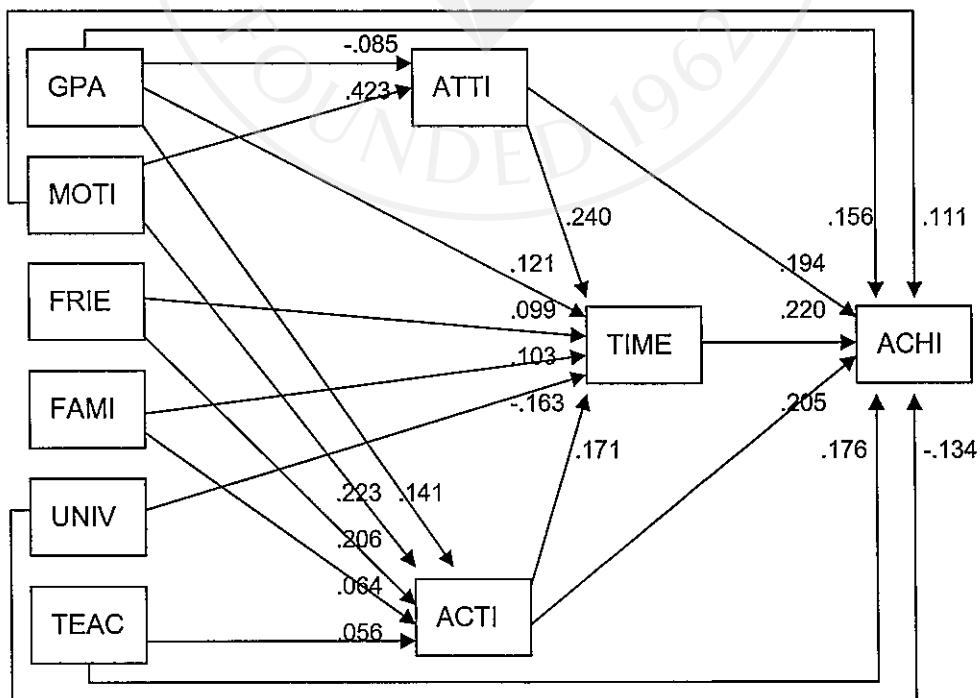 -.085
GPA
ATTI
.423
FOUNDED 1962
MOTI
.240
.156
.111
.121
.194
FRIE
.099
.220
TIME
ACHI
.103
FAMI
-.163
.205
.171
.176
-.134
UNIV
.223
.141
.206
.064
ACTI
TEAC
.056